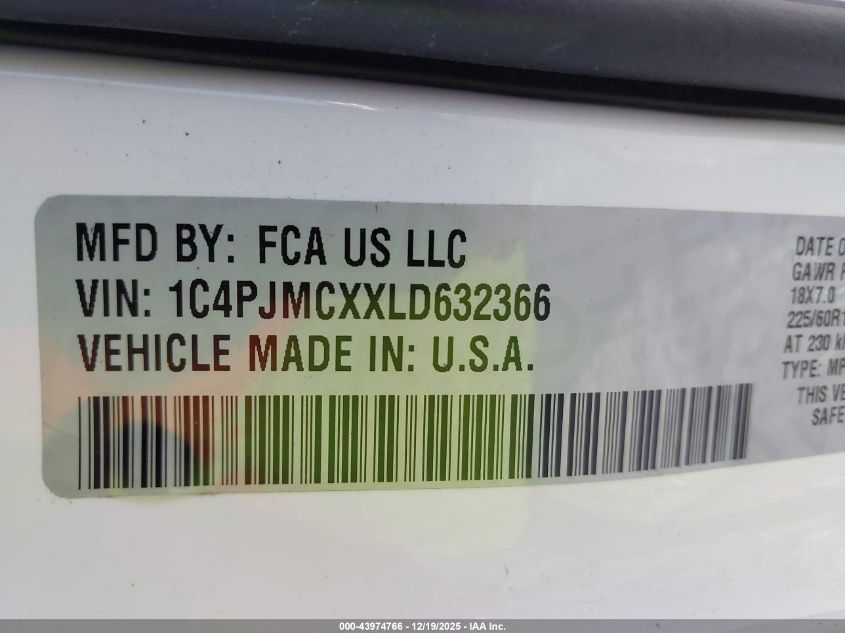 MFD BY: FCA US LLC
VIN: 1C4PJMCXXLD632366
VEHICLE MADE IN: U.S.A.
DATE O
GAWR
18X7.0
225/60R1
AT 230
TYPE: MP
THIS VE
SAFE
000-43974766 - 12/19/2025 - IAA Inc.